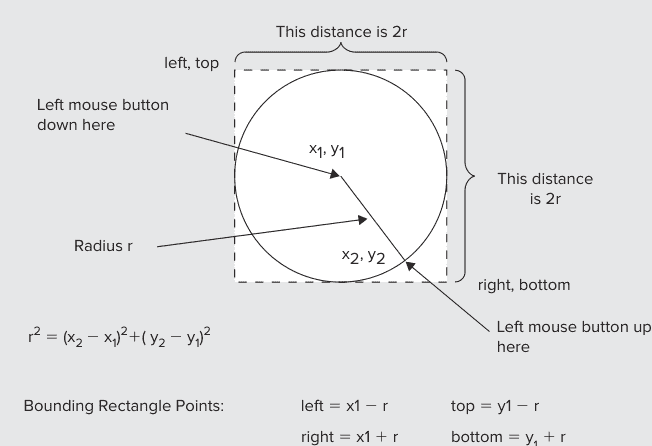 This distance is 2r
left, top
Left mouse button
down here
x₁, y₁
This distance
is 2r
Radius r
x₂, y₂
right, bottom
Left mouse button up
here
r² = (x₂ − x₁)²+( y₂ − y₁)²
Bounding Rectangle Points:
left = x1 − r
top = y1 − r
right = x1 + r
bottom = y₁ + r